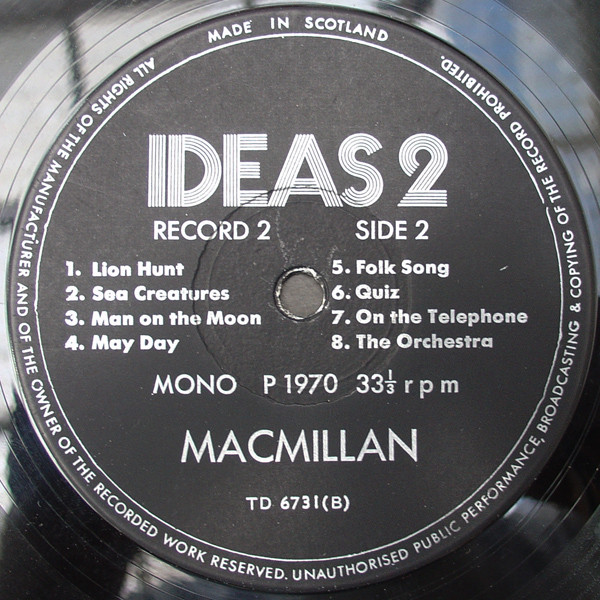 MADE IN SCOTLAND
IDEAS 2
RECORD 2 SIDE 2
1. Lion Hunt
2. Sea Creatures
3. Man on the Moon
4. May Day
5. Folk Song
6. Quiz
7. On the Telephone
8. The Orchestra
MONO P 1970 33⅓ rpm
MACMILLAN
TD 6731(B)
ALL RIGHTS OF THE MANUFACTURER AND OF THE OWNER OF THE RECORDED WORK RESERVED. UNAUTHORISED PUBLIC PERFORMANCE, BROADCASTING & COPYING OF THE RECORD PROHIBITED.